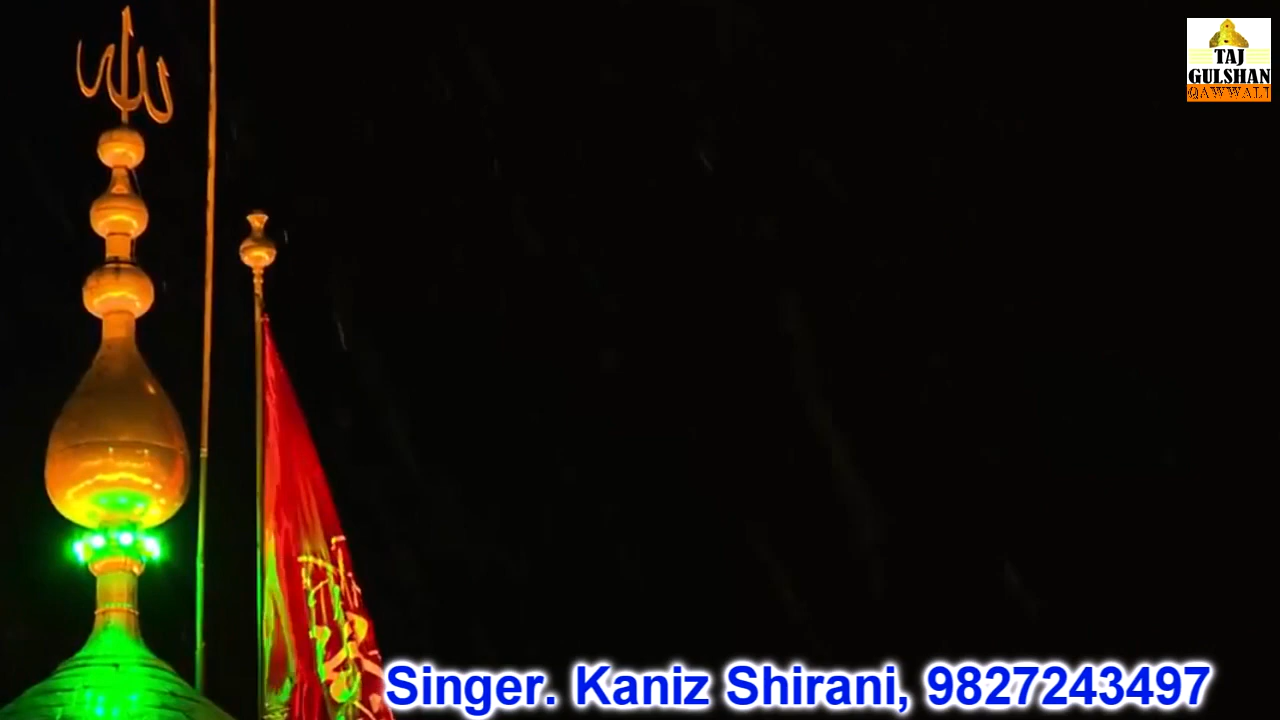 الله
TAJ
GULSHAN
QAWWALI
Singer. Kaniz Shirani, 9827243497